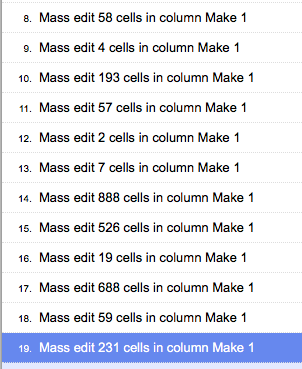 8. Mass edit 58 cells in column Make 1
9. Mass edit 4 cells in column Make 1
10. Mass edit 193 cells in column Make 1
11. Mass edit 57 cells in column Make 1
12. Mass edit 2 cells in column Make 1
13. Mass edit 7 cells in column Make 1
14. Mass edit 888 cells in column Make 1
15. Mass edit 526 cells in column Make 1
16. Mass edit 19 cells in column Make 1
17. Mass edit 688 cells in column Make 1
18. Mass edit 59 cells in column Make 1
19. Mass edit 231 cells in column Make 1